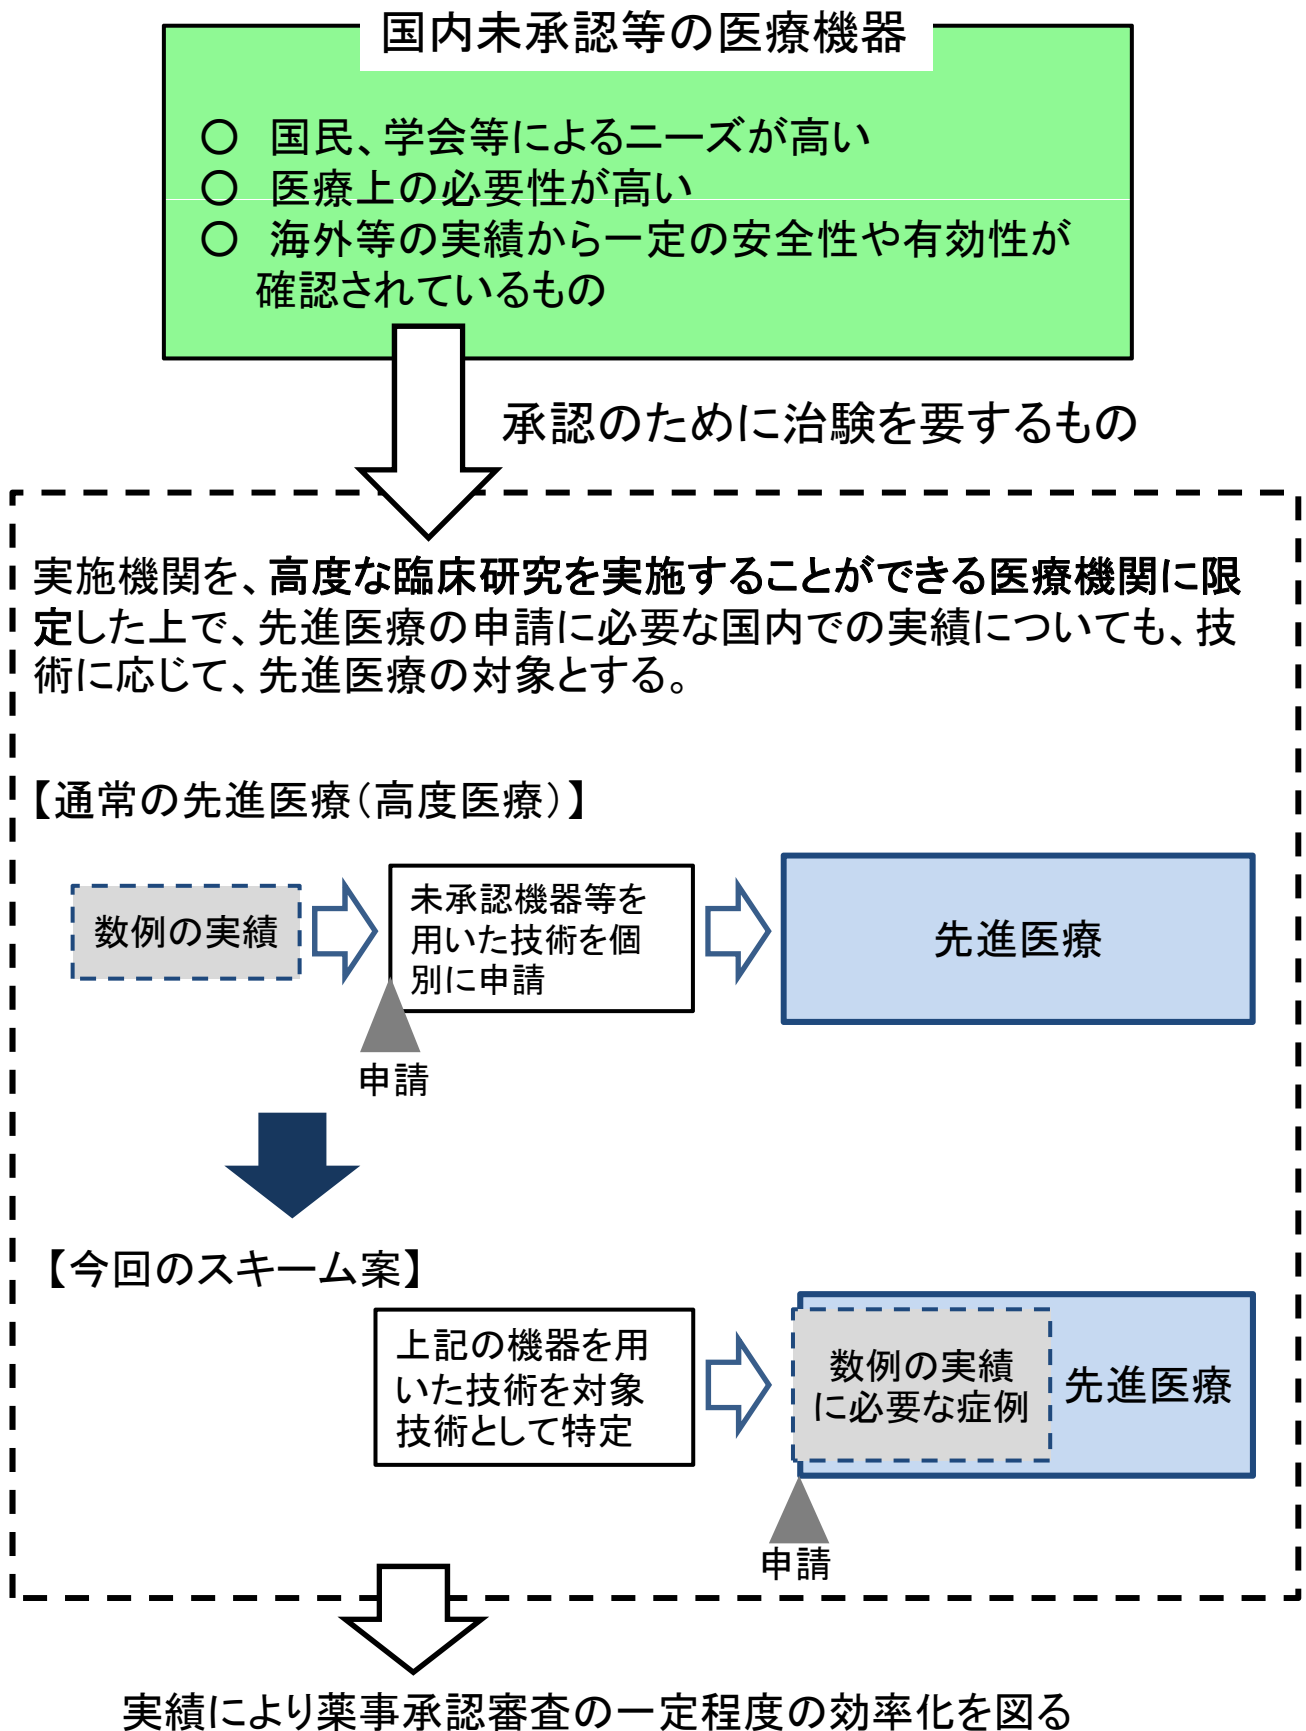 国内未承認等の医療機器
○ 国民、学会等によるニーズが高い
○ 医療上の必要性が高い
○ 海外等の実績から一定の安全性や有効性が
確認されているもの
承認のために治験を要するもの
実施機関を、高度な臨床研究を実施することができる医療機関に限
定した上で、先進医療の申請に必要な国内での実績についても、技
術に応じて、先進医療の対象とする。
【通常の先進医療(高度医療)】
数例の実績
未承認機器等を
用いた技術を個
別に申請
先進医療
申請
【今回のスキーム案】
上記の機器を用
いた技術を対象
技術として特定
数例の実績
に必要な症例
先進医療
申請
実績により薬事承認審査の一定程度の効率化を図る